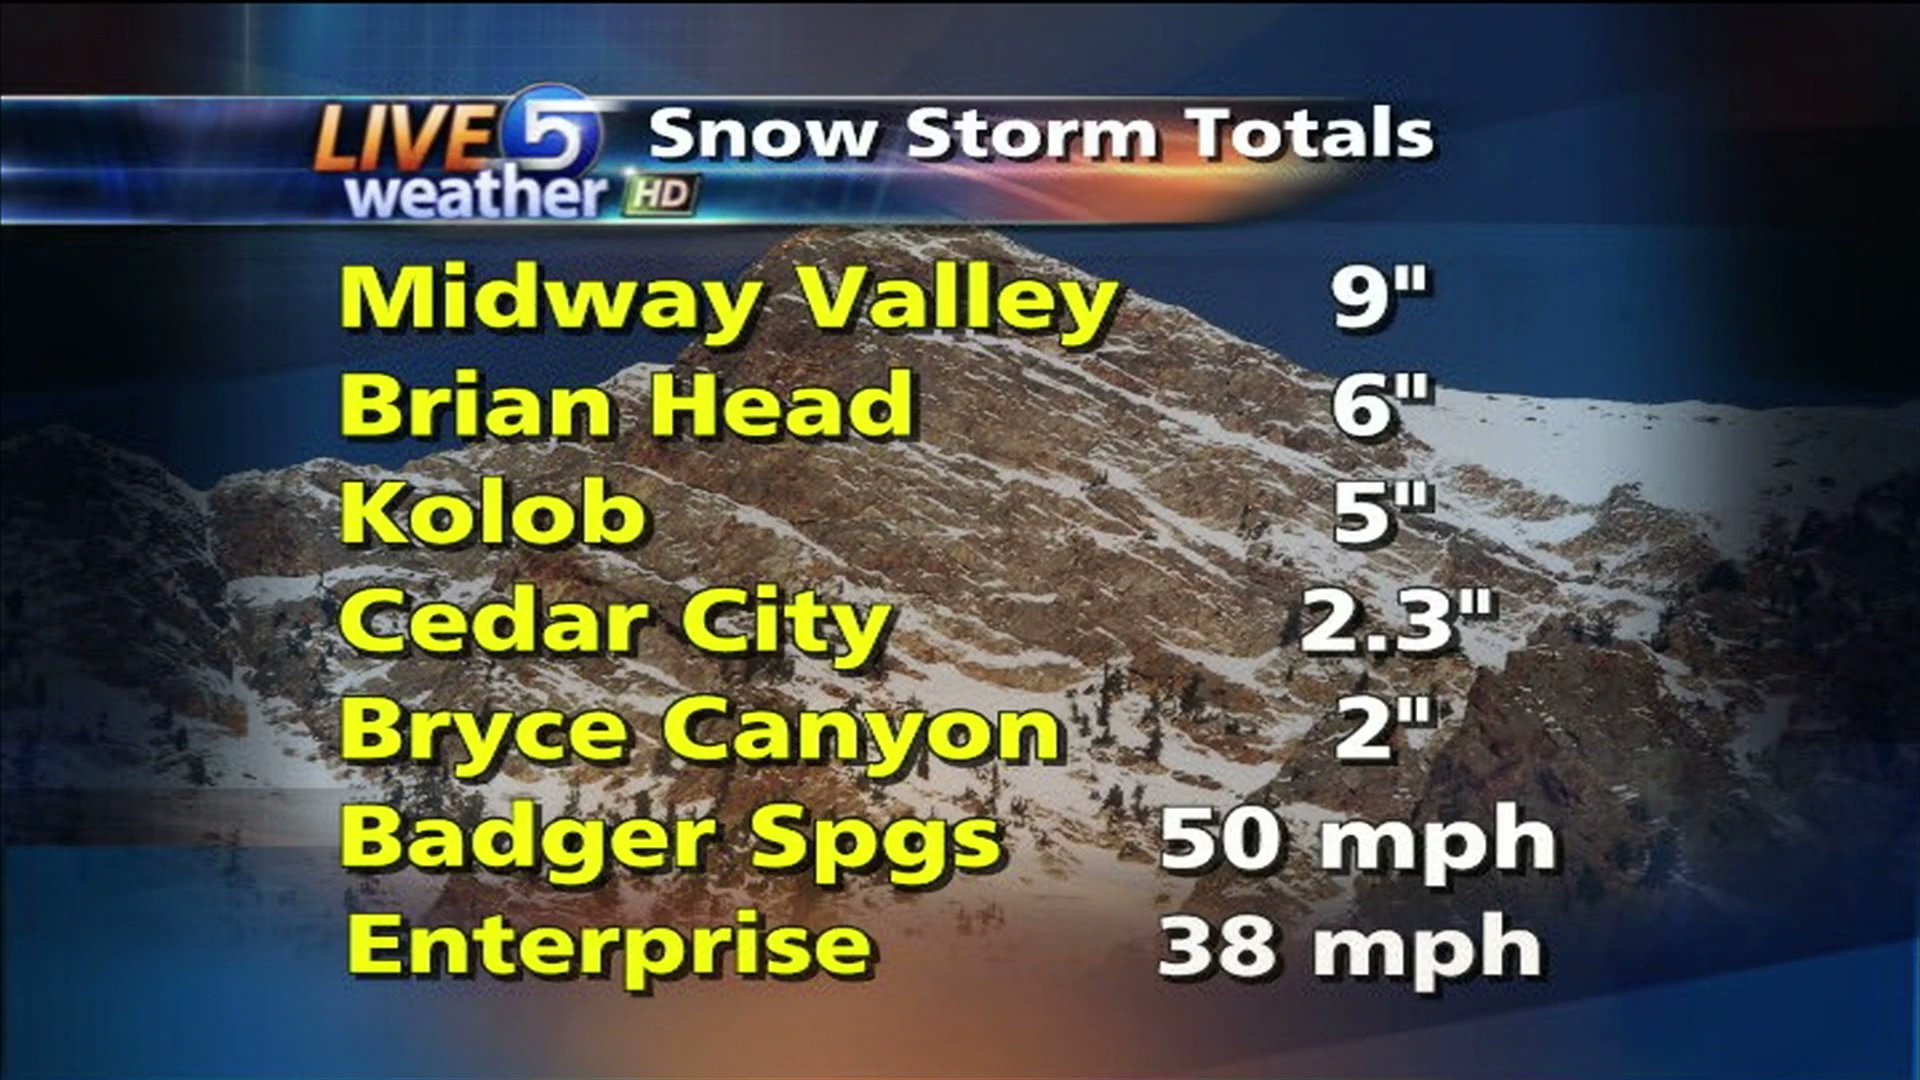 LIVE 5 Snow Storm Totals
weather HD
Midway Valley 9"
Brian Head 6"
Kolob 5"
Cedar City 2.3"
Bryce Canyon 2"
Badger Spgs 50 mph
Enterprise 38 mph